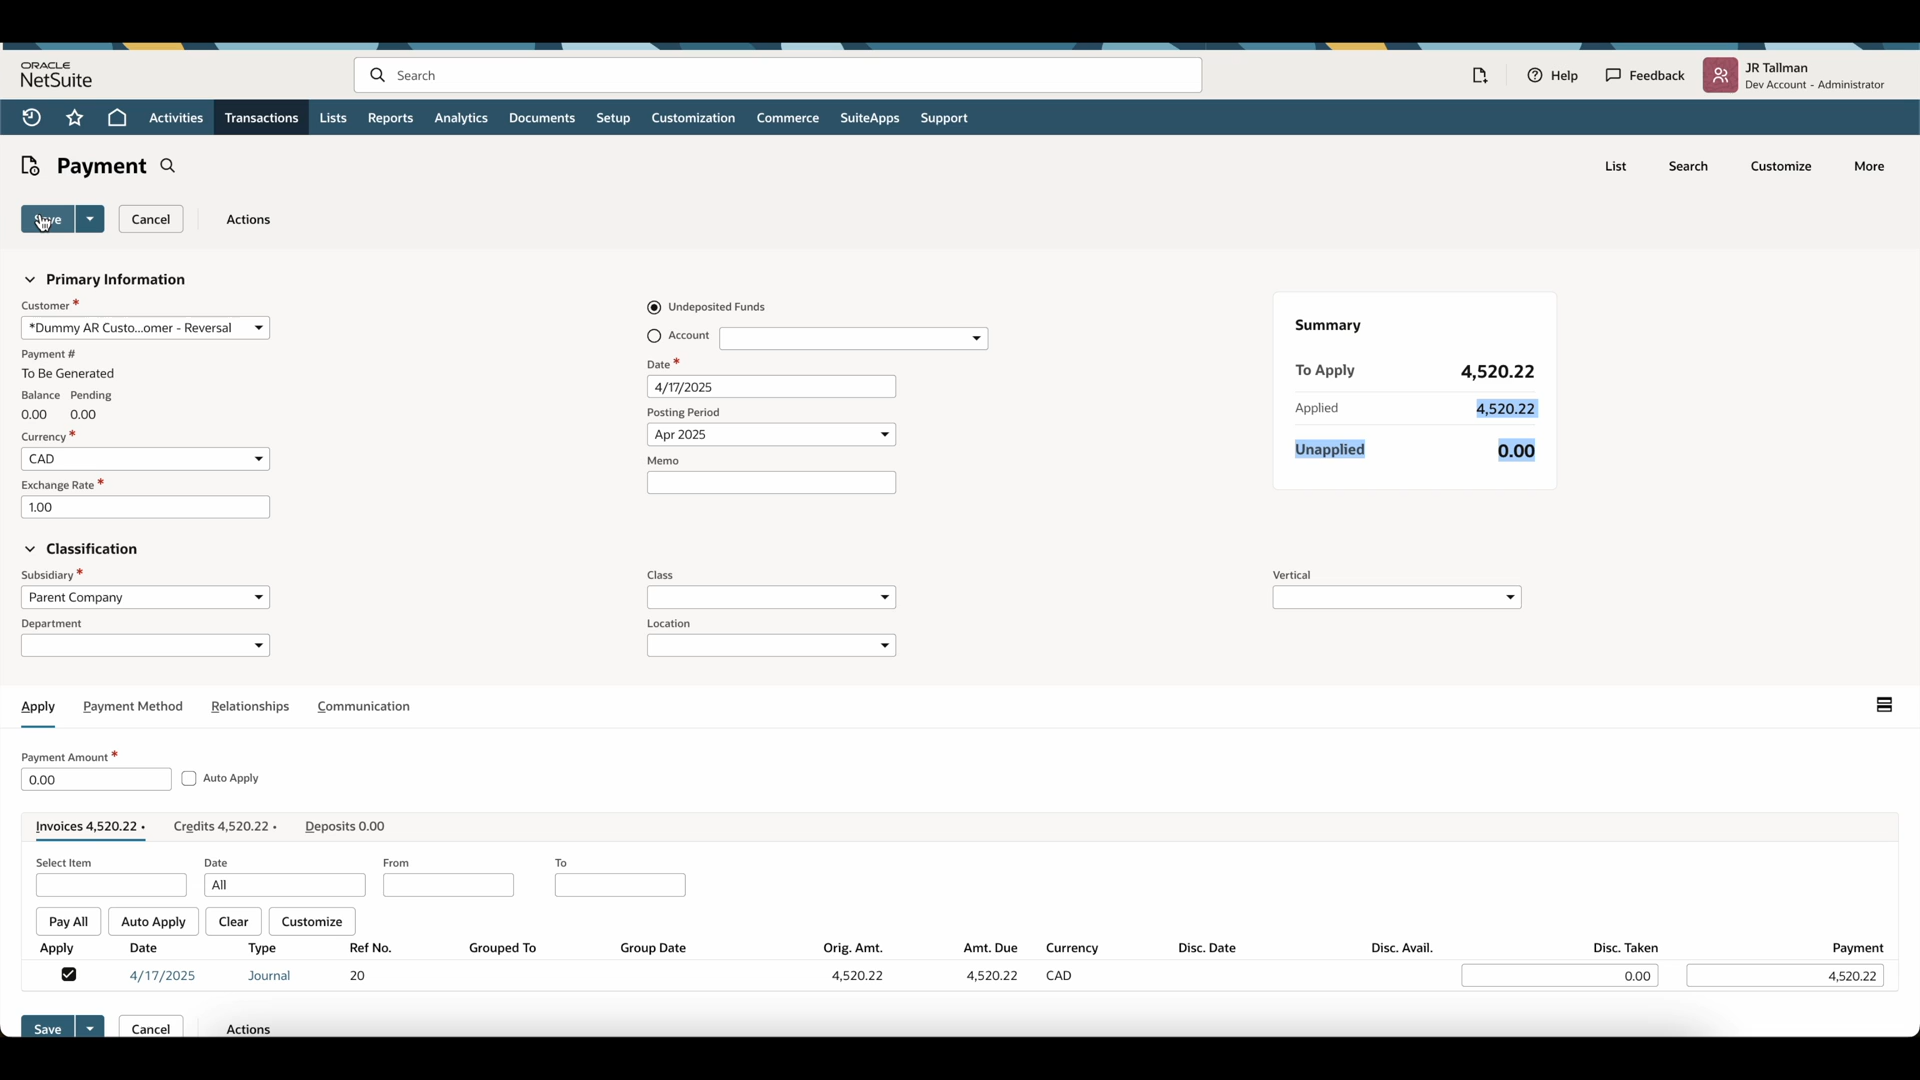 ORACLE
NetSuite
Search
Help
Feedback
JR Tallman
Dev Account - Administrator
Activities Transactions Lists Reports Analytics Documents Setup Customization Commerce SuiteApps Support
Payment
List Search Customize More
Cancel Actions
Primary Information
Customer *
*Dummy AR Custo...omer - Reversal
Payment #
To Be Generated
Balance Pending
0.00 0.00
Currency *
CAD
Exchange Rate *
1.00
Undeposited Funds
Account
Date *
4/17/2025
Posting Period
Apr 2025
Memo
Summary
To Apply 4,520.22
Applied 4,520.22
Unapplied 0.00
Classification
Subsidiary *
Parent Company
Department
Class
Location
Vertical
Apply Payment Method Relationships Communication
Payment Amount *
0.00 Auto Apply
Invoices 4,520.22 • Credits 4,520.22 • Deposits 0.00
Select Item Date From To
All
Pay All Auto Apply Clear Customize
Apply Date Type Ref No. Grouped To Group Date Orig. Amt. Amt. Due Currency Disc. Date Disc. Avail. Disc. Taken Payment
4/17/2025 Journal 20 4,520.22 4,520.22 CAD 0.00 4,520.22
Save Cancel Actions